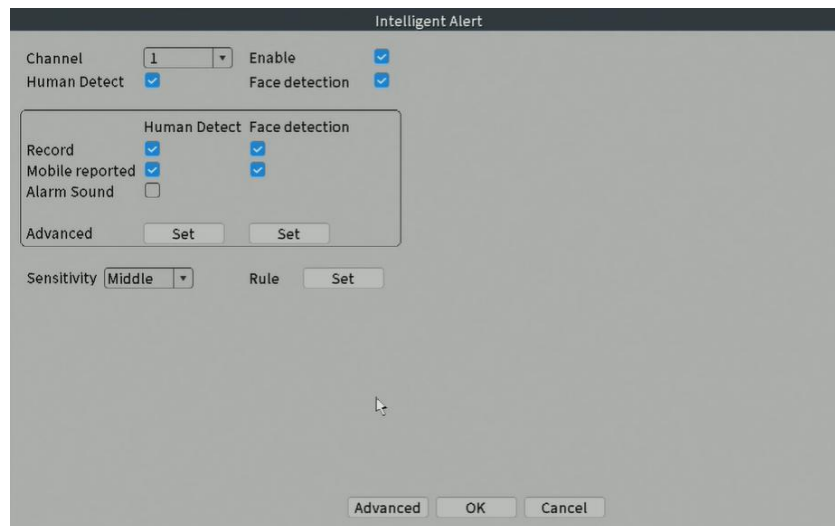 Intelligent Alert
Channel 1 Enable
Human Detect Face detection
Human Detect Face detection
Record
Mobile reported
Alarm Sound
Advanced Set Set
Sensitivity Middle Rule Set
Advanced OK Cancel